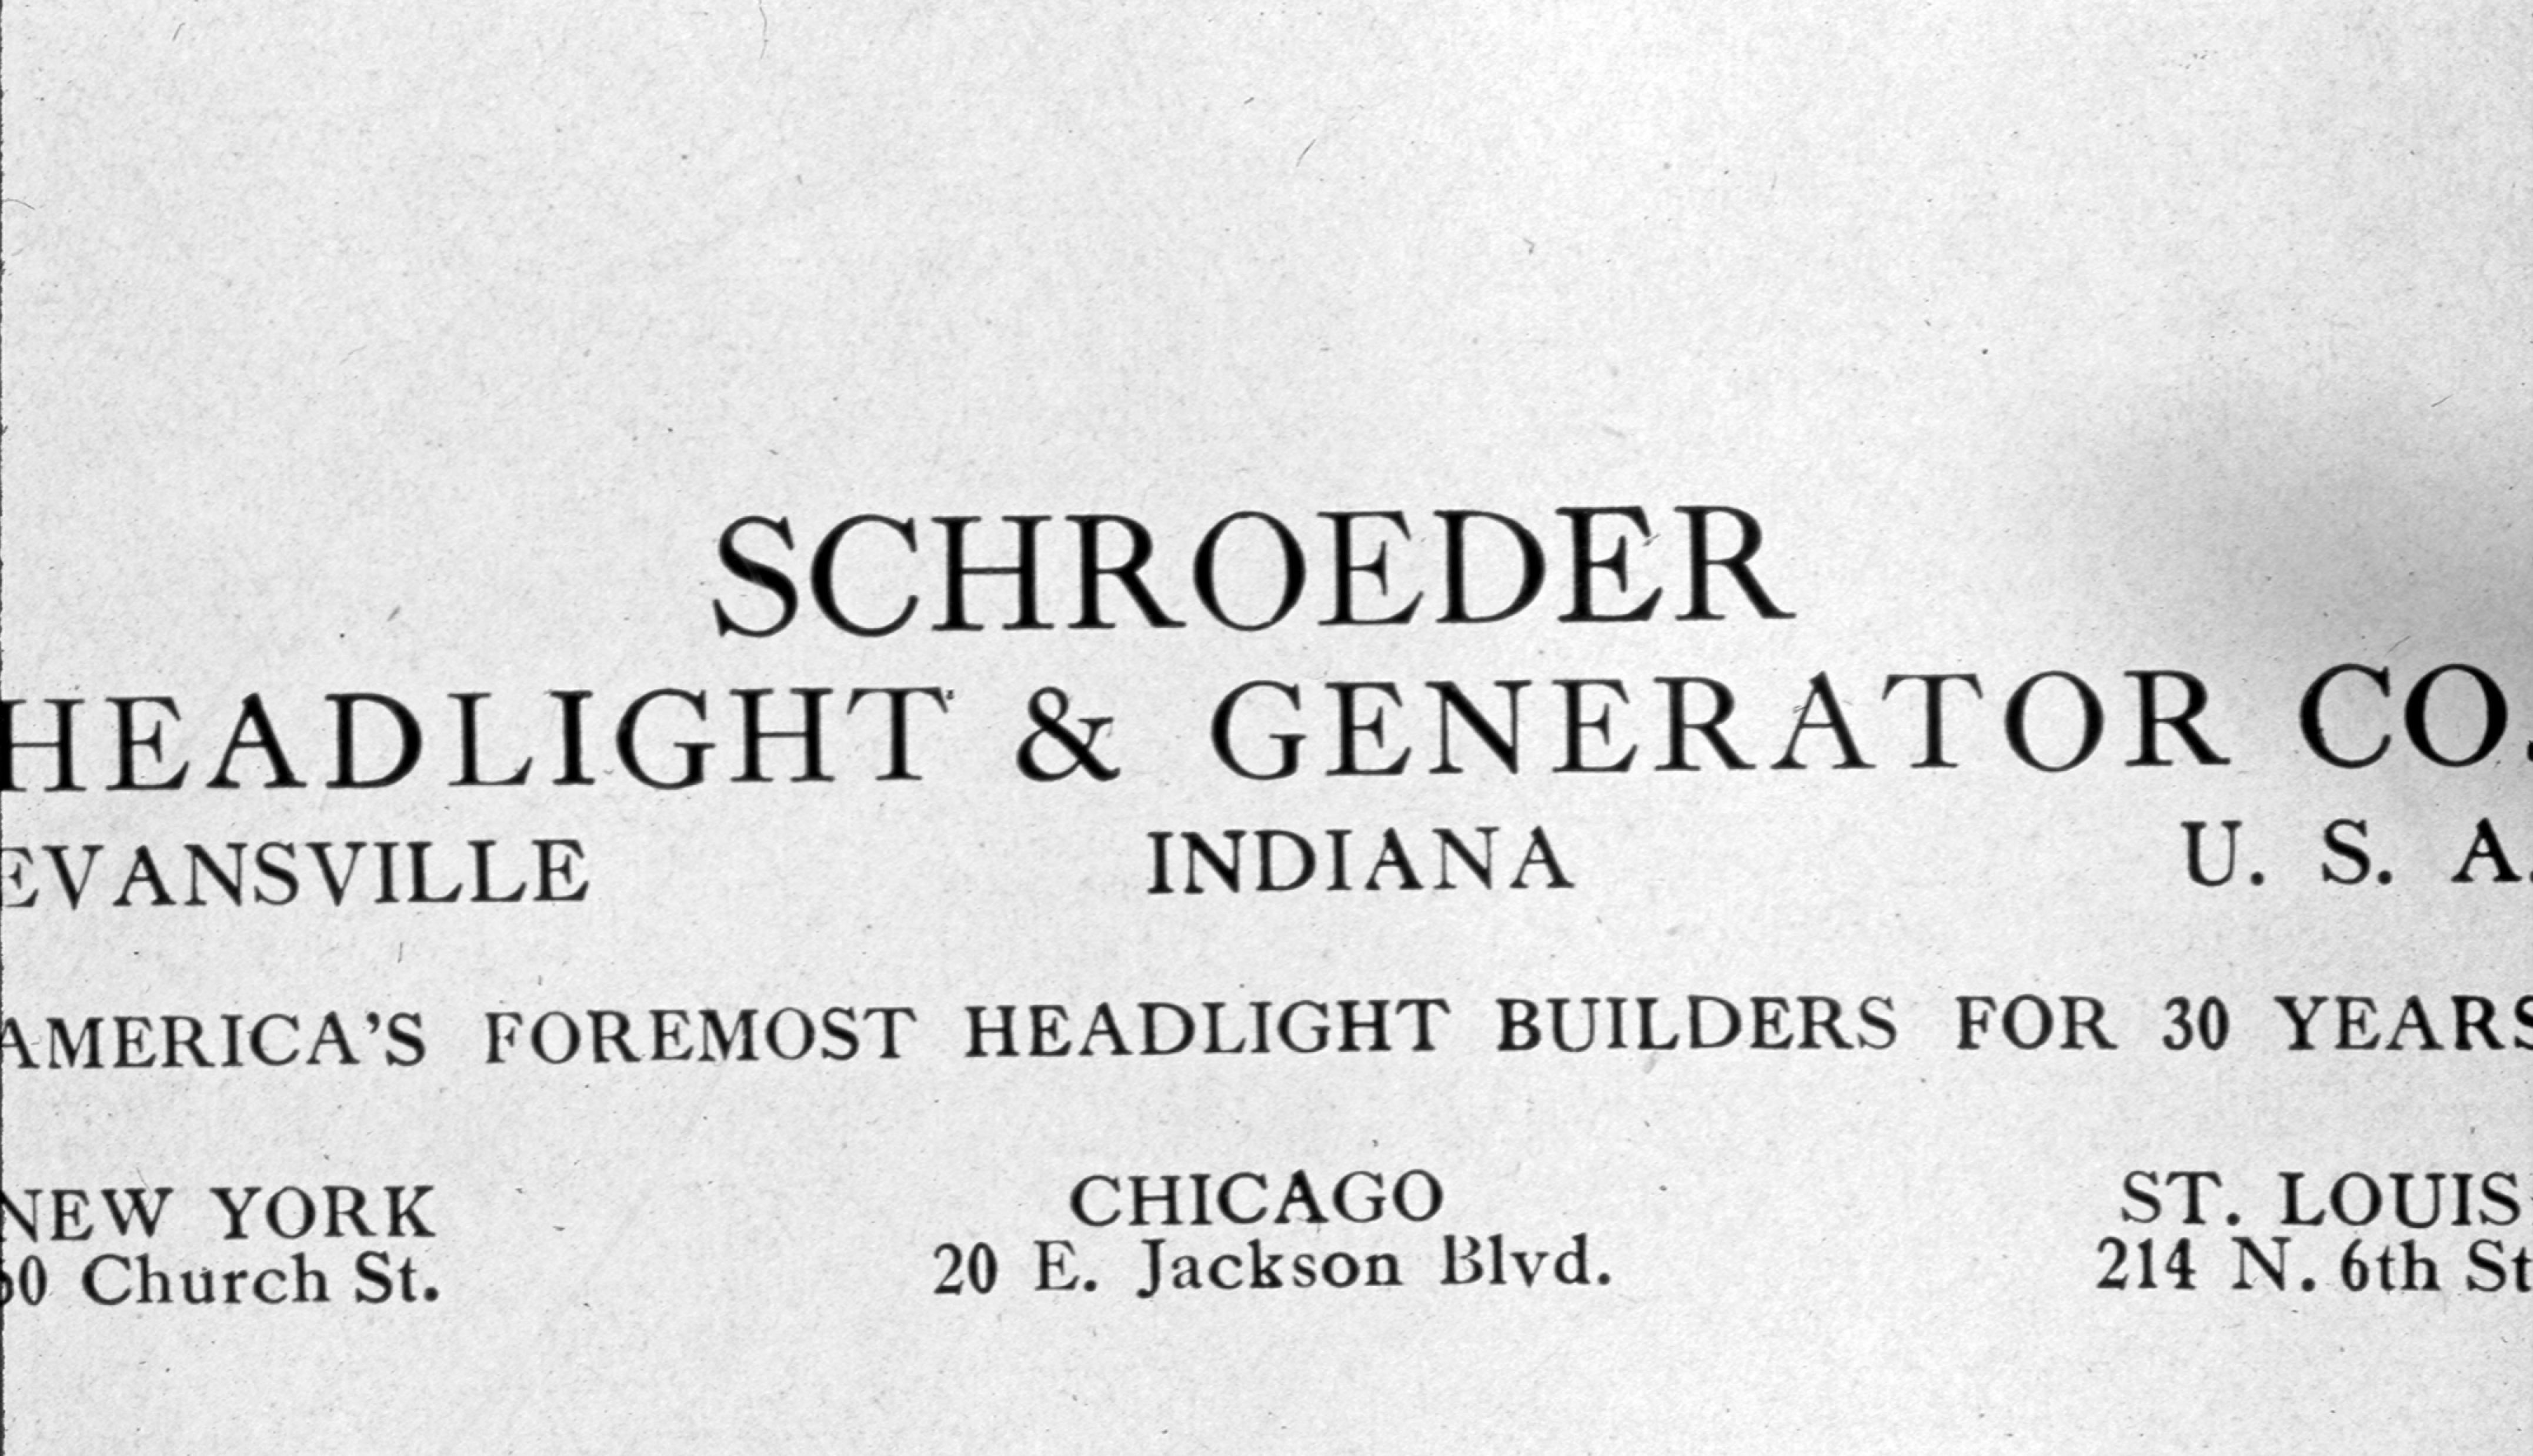 SCHROEDER
HEADLIGHT & GENERATOR CO.
EVANSVILLE INDIANA U. S. A.
AMERICA'S FOREMOST HEADLIGHT BUILDERS FOR 30 YEARS
NEW YORK CHICAGO ST. LOUIS
Church St. 20 E. Jackson Blvd. 214 N. 6th St